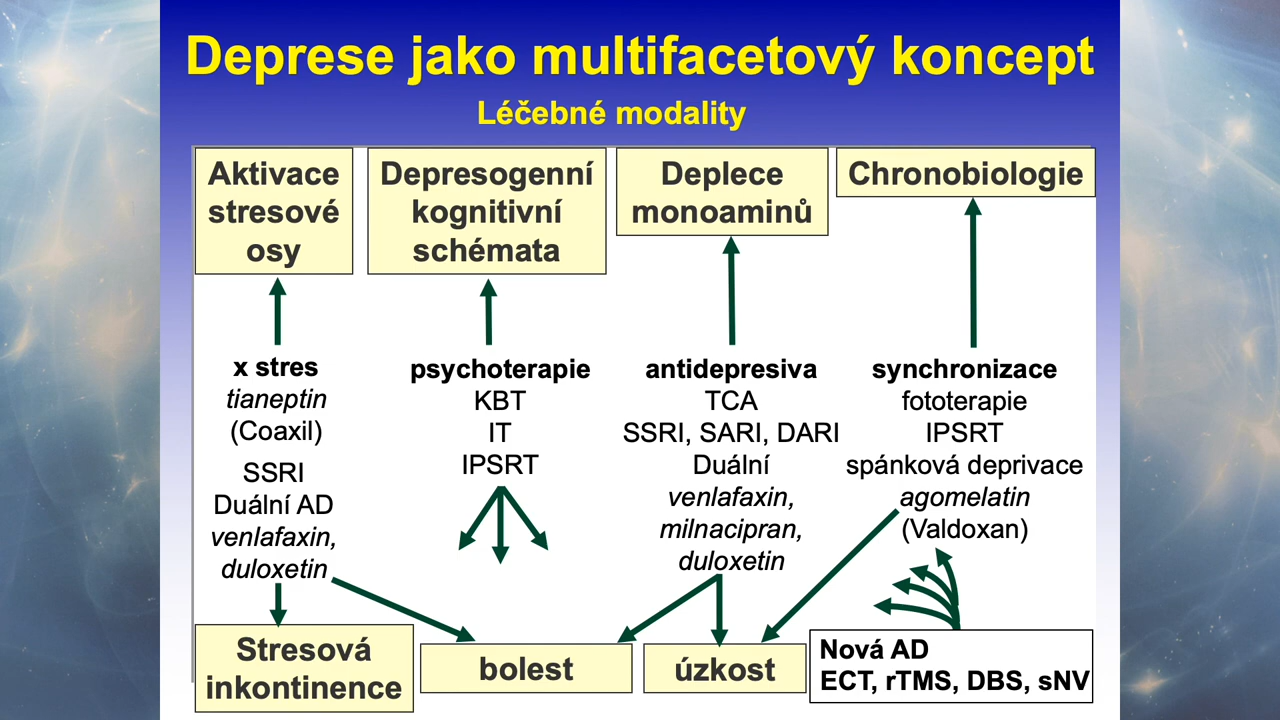 Deprese jako multifacetový koncept
Léčebné modality
Aktivace
stresové
osy
Depresogenní
kognitivní
schémata
Deplece
monoaminů
Chronobiologie
x stres
tianeptin
(Coaxil)
SSRI
Duální AD
venlafaxin,
duloxetin
psychoterapie
KBT
IT
IPSRT
antidepresiva
TCA
SSRI, SARI, DARI
Duální
venlafaxin,
milnacipran,
duloxetin
synchronizace
fototerapie
IPSRT
spánková deprivace
agomelatin
(Valdoxan)
Stresová
inkontinence
bolest
úzkost
Nová AD
ECT, rTMS, DBS, sNV